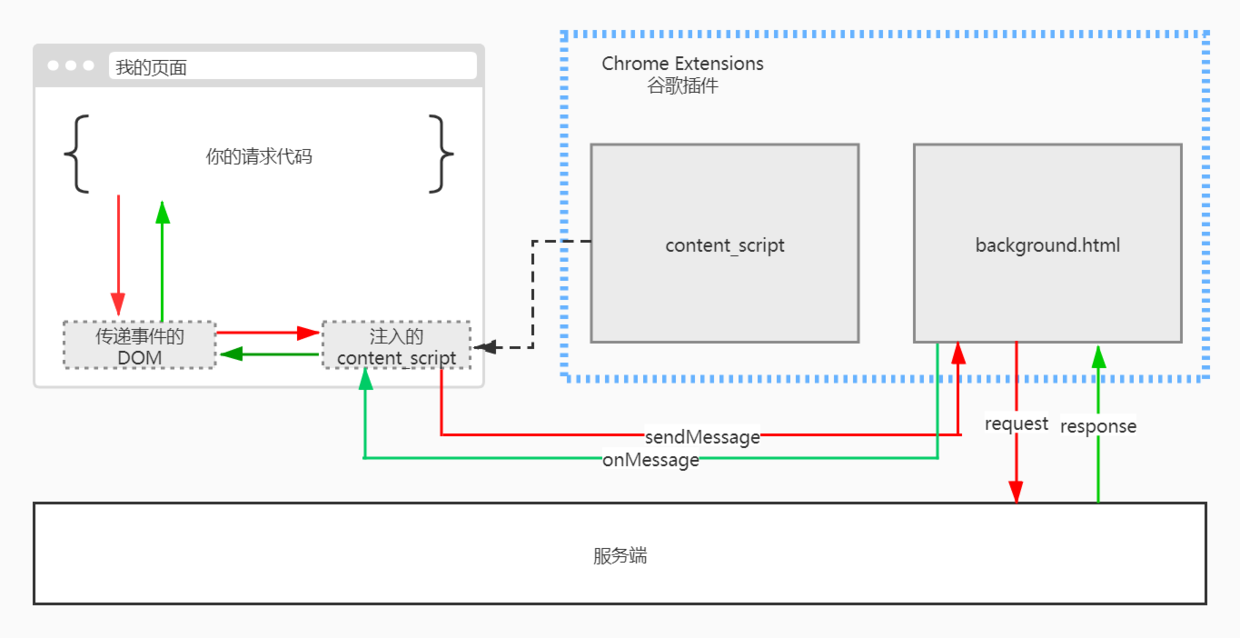 我的页面
你的请求代码
传递事件的
DOM
注入的
content_script
Chrome Extensions
谷歌插件
content_script
background.html
sendMessage
onMessage
request
response
服务端